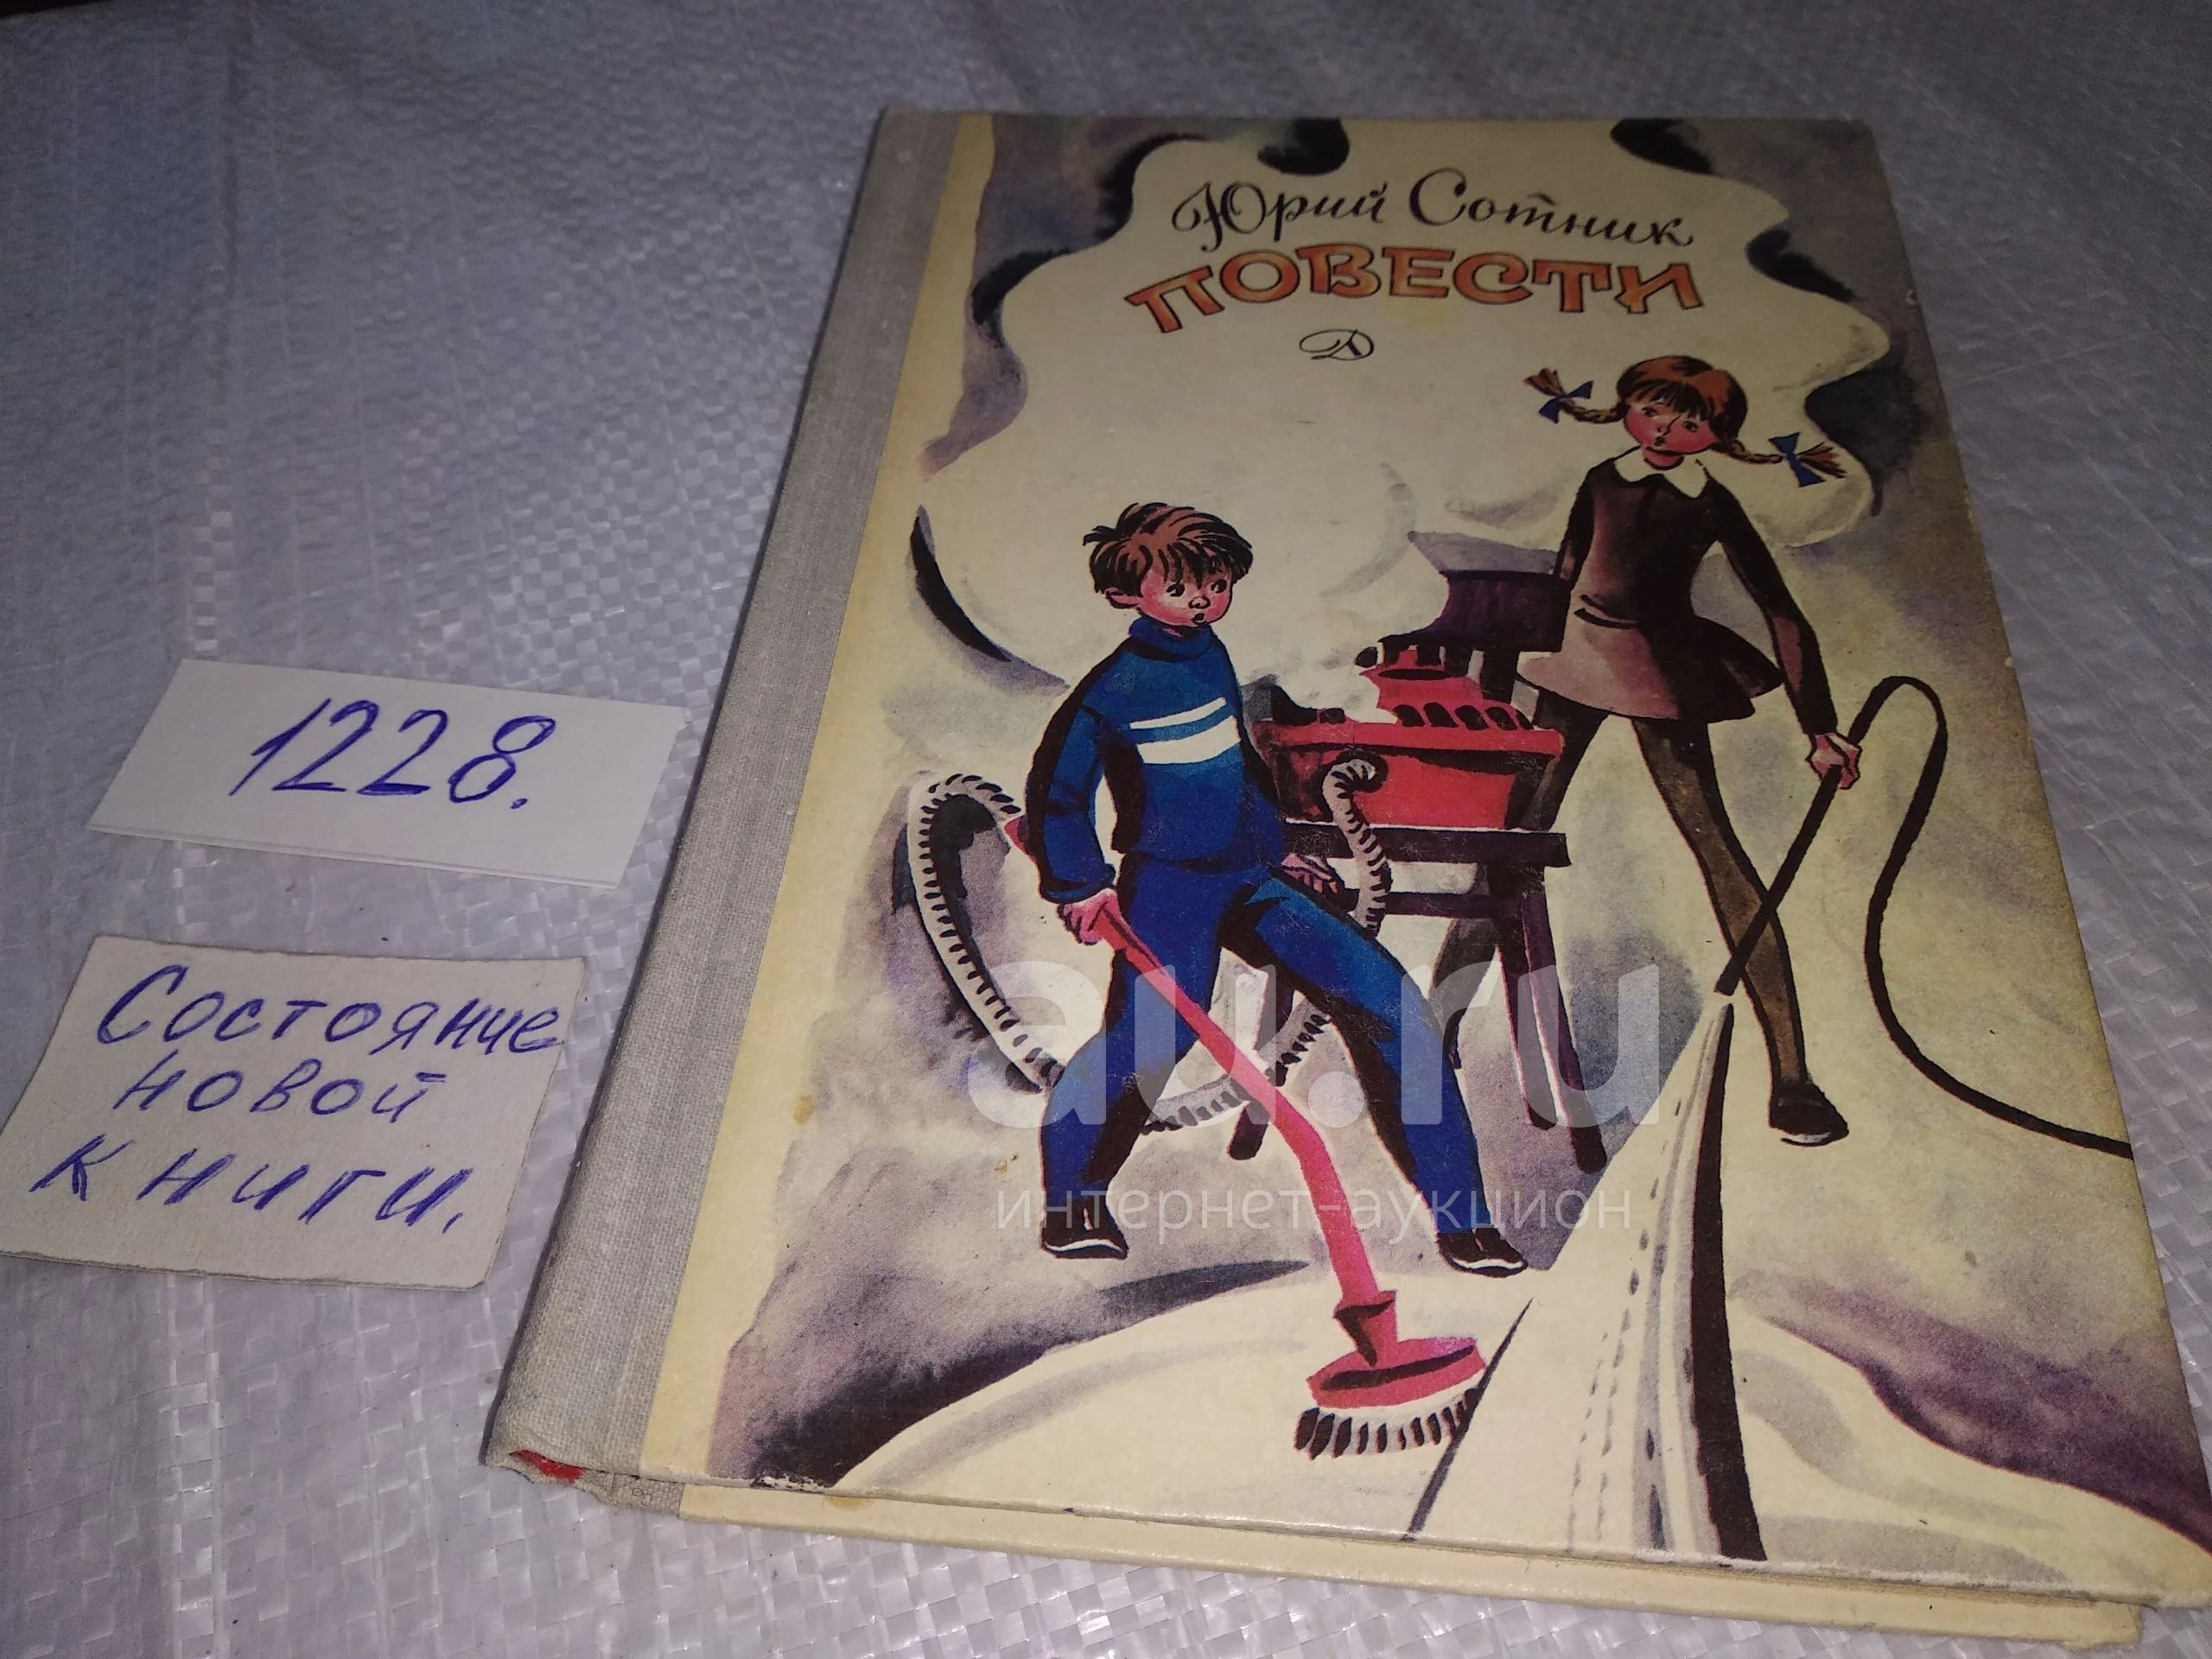 Юрий Сотник
ПОВЕСТИ
Д
1228.
Состояние
новой
книги.
au.ru
интернет-аукцион